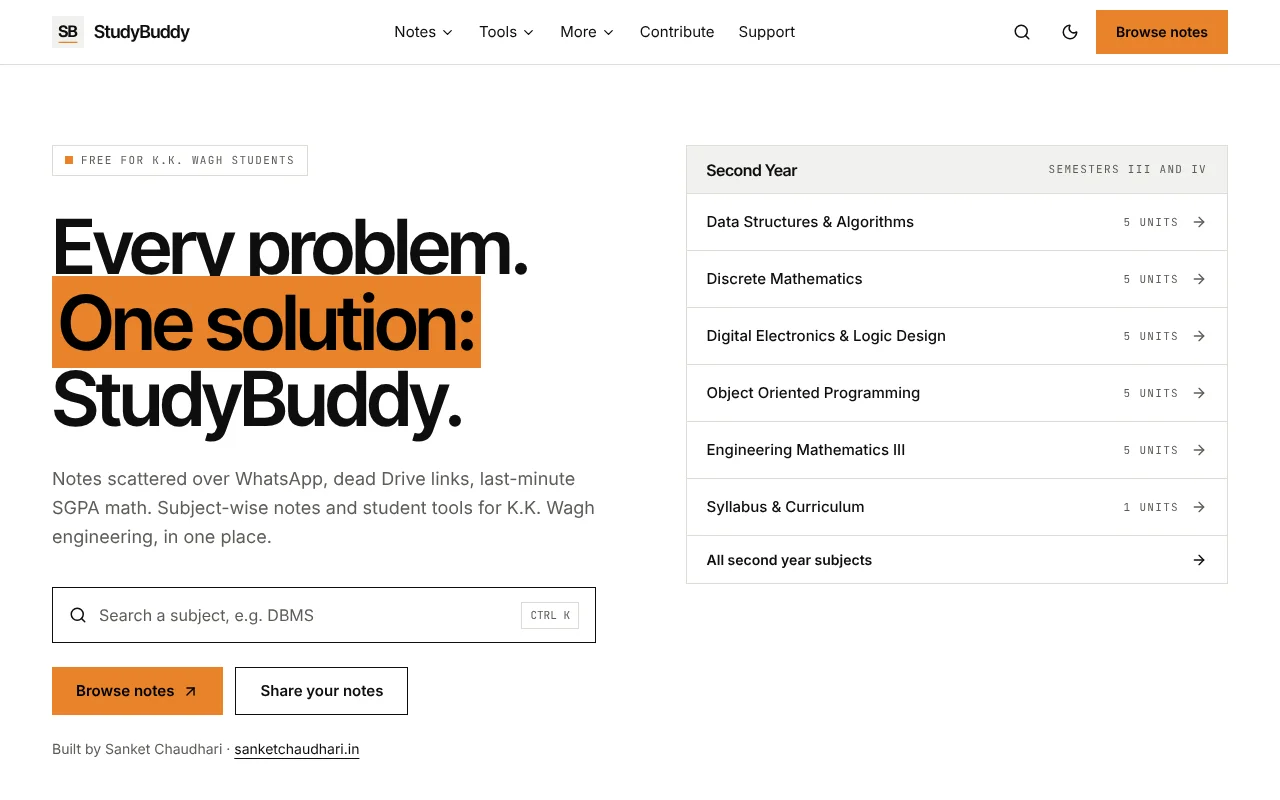 SB StudyBuddy Notes Tools More Contribute Support Browse notes
FREE FOR K.K. WAGH STUDENTS
Every problem.
One solution:
StudyBuddy.
Notes scattered over WhatsApp, dead Drive links, last-minute
SGPA math. Subject-wise notes and student tools for K.K. Wagh
engineering, in one place.
Search a subject, e.g. DBMS CTRL K
Browse notes Share your notes
Built by Sanket Chaudhari · sanketchaudhari.in
Second Year SEMESTERS III AND IV
Data Structures & Algorithms 5 UNITS
Discrete Mathematics 5 UNITS
Digital Electronics & Logic Design 5 UNITS
Object Oriented Programming 5 UNITS
Engineering Mathematics III 5 UNITS
Syllabus & Curriculum 1 UNITS
All second year subjects